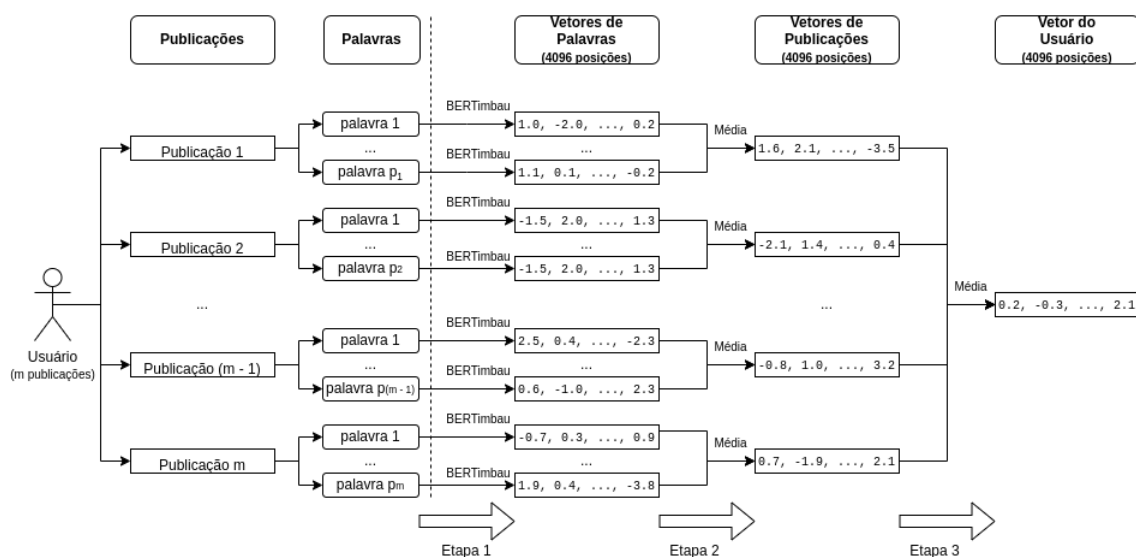 Publicações
Palavras
Vetores de
Palavras
(4096 posições)
Vetores de
Publicações
(4096 posições)
Vetor do
Usuário
(4096 posições)
Publicação 1
palavra 1
...
palavra p1
BERTimbau
BERTimbau
1.0, -2.0, ..., 0.2
...
1.1, 0.1, ..., -0.2
Média
1.6, 2.1, ..., -3.5
Publicação 2
palavra 1
...
palavra p2
BERTimbau
BERTimbau
-1.5, 2.0, ..., 1.3
...
-1.5, 2.0, ..., 1.3
Média
-2.1, 1.4, ..., 0.4
Usuário
(m publicações)
...
...
Média
0.2, -0.3, ..., 2.1
Publicação (m - 1)
palavra 1
...
palavra p(m - 1)
BERTimbau
BERTimbau
2.5, 0.4, ..., -2.3
...
0.6, -1.0, ..., 2.3
Média
-0.8, 1.0, ..., 3.2
Publicação m
palavra 1
...
palavra pm
BERTimbau
BERTimbau
-0.7, 0.3, ..., 0.9
...
1.9, 0.4, ..., -3.8
Média
0.7, -1.9, ..., 2.1
Etapa 1
Etapa 2
Etapa 3